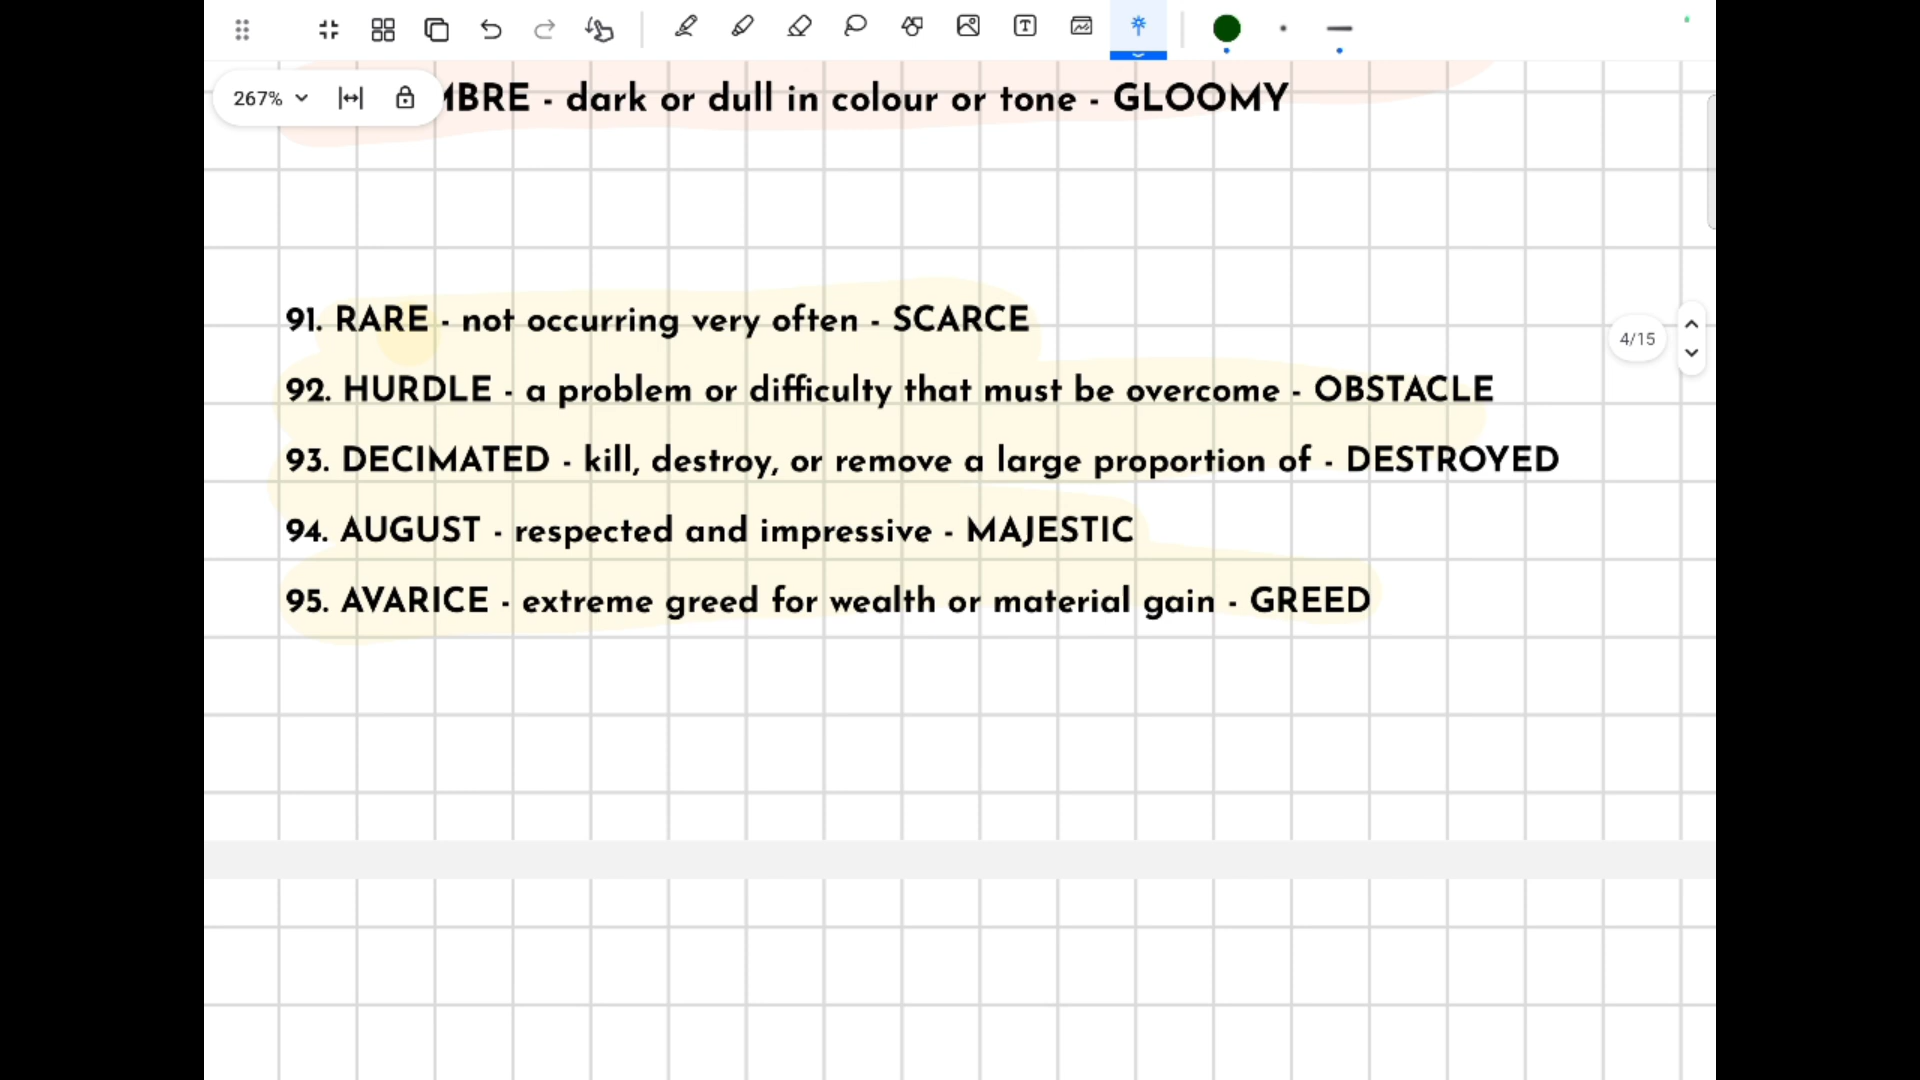 267%
MBRE - dark or dull in colour or tone - GLOOMY
91. RARE - not occurring very often - SCARCE
4/15
92. HURDLE - a problem or difficulty that must be overcome - OBSTACLE
93. DECIMATED - kill, destroy, or remove a large proportion of - DESTROYED
94. AUGUST - respected and impressive - MAJESTIC
95. AVARICE - extreme greed for wealth or material gain - GREED